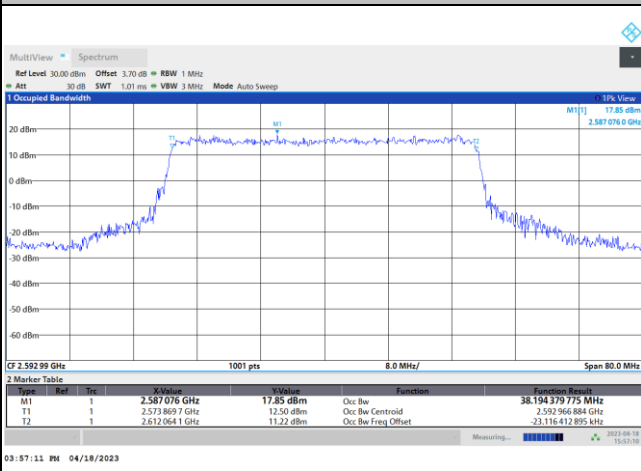 MultiView Spectrum
Ref Level 30.00 dBm Offset 3.70 dB RBW 1 MHz
Att 30 dB SWT 1.01 ms VBW 3 MHz Mode Auto Sweep
1 Occupied Bandwidth 1Pk View
M1[1] 17.85 dBm
2.587 076 0 GHz
M1
T1 T2
20 dBm
10 dBm
0 dBm
-10 dBm
-20 dBm
-30 dBm
-40 dBm
-50 dBm
-60 dBm
CF 2.592 99 GHz 1001 pts 8.0 MHz/ Span 80.0 MHz
2 Marker Table
Type Ref Trc X-Value Y-Value Function Function Result
M1 1 2.587 076 GHz 17.85 dBm Occ Bw 38.194 379 775 MHz
T1 1 2.573 869 7 GHz 12.50 dBm Occ Bw Centroid 2.592 966 884 GHz
T2 1 2.612 064 1 GHz 11.22 dBm Occ Bw Freq Offset -23.116 412 895 kHz
Measuring... 2023-04-18
15:57:10
03:57:11 PM 04/18/2023